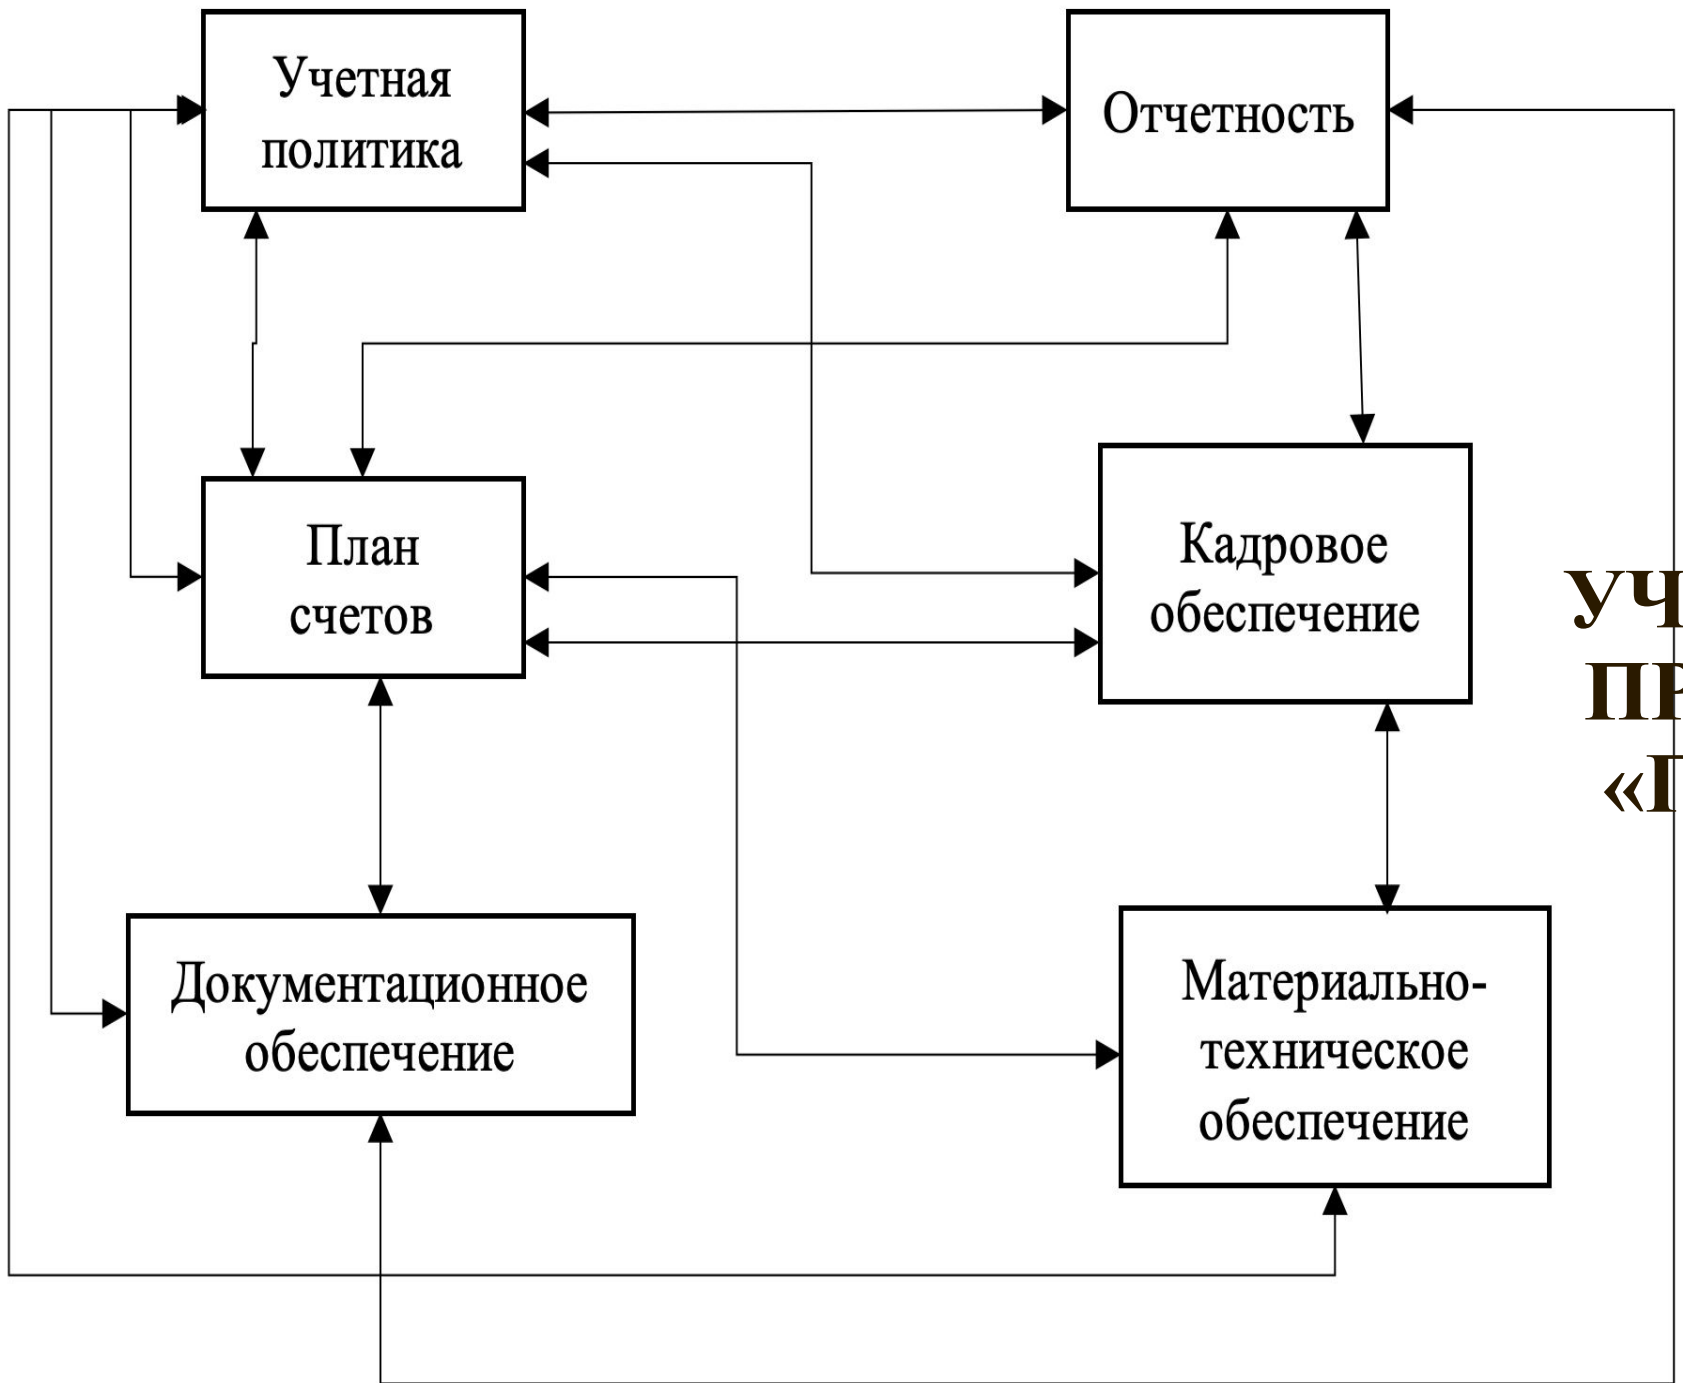 Учетная
политика
Отчетность
План
счетов
Кадровое
обеспечение
Документационное
обеспечение
Материально-
техническое
обеспечение